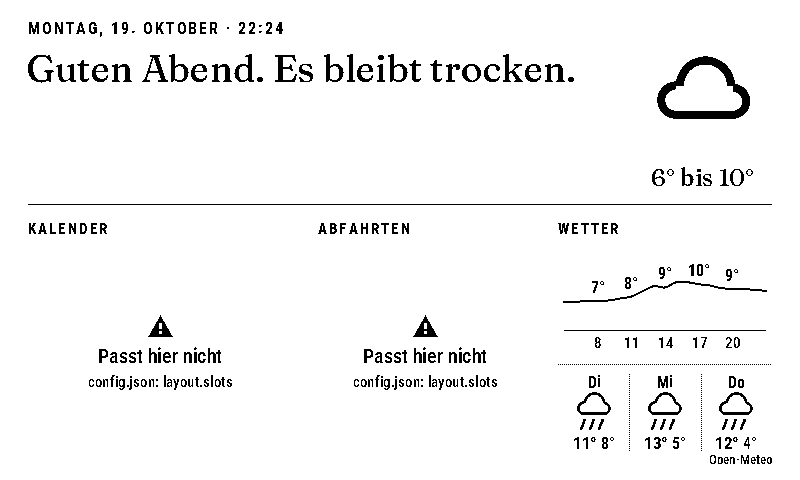 MONTAG, 19. OKTOBER · 22:24
Guten Abend. Es bleibt trocken.
6° bis 10°
KALENDER
ABFAHRTEN
WETTER
Passt hier nicht
config.json: layout.slots
Passt hier nicht
config.json: layout.slots
7° 8° 9° 10° 9°
8 11 14 17 20
Di Mi Do
11° 8° 13° 5° 12° 4°
Open-Meteo